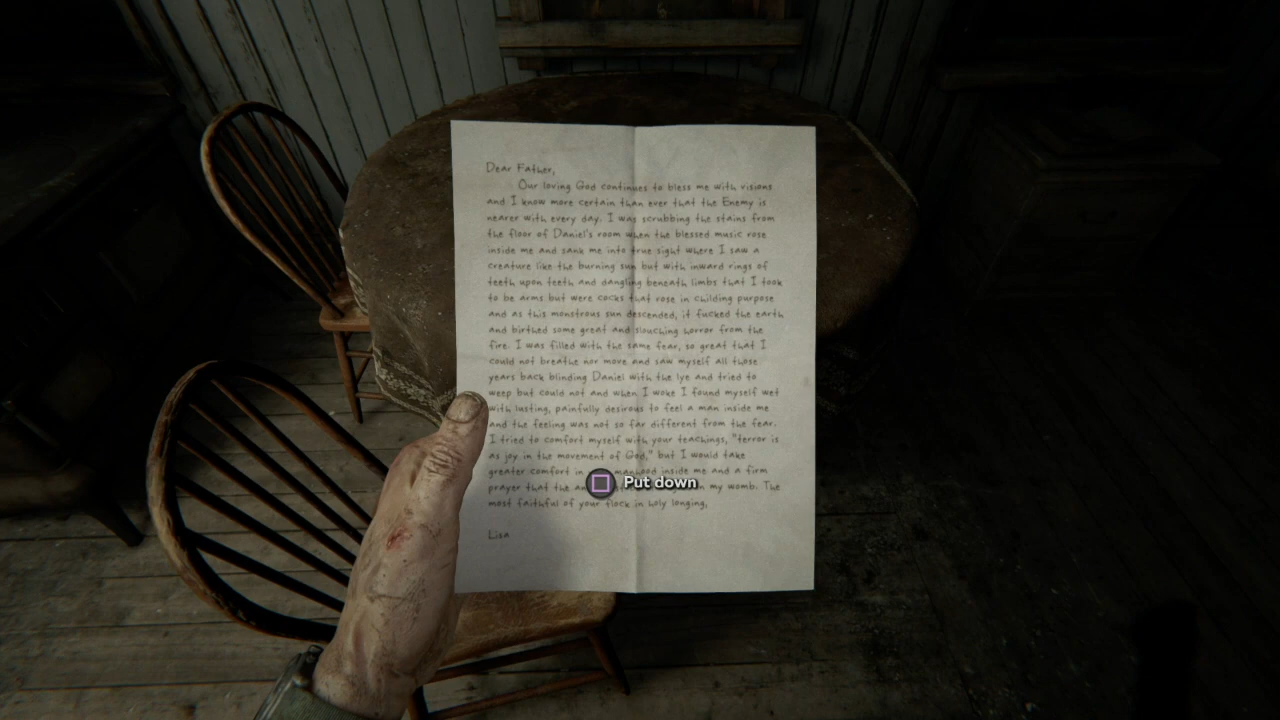 Dear Father,
Our loving God continues to bless me with visions
and I know more certain than ever that the Enemy is
nearer with every day. I was scrubbing the stains from
the floor of Daniel's room when the blessed music rose
inside me and sank me into true sight where I saw a
creature like the burning sun but with inward rings of
teeth upon teeth and dangling beneath limbs that I took
to be arms but were cocks that rose in childing purpose
and as this monstrous sun descended, it fucked the earth
and birthed some great and slouching horror from the
fire. I was filled with the same fear, so great that I
could not breathe nor move and saw myself all those
years back blinding Daniel with the lye and tried to
weep but could not and when I woke I found myself wet
with lusting, painfully desirous to feel a man inside me
and the feeling was not so far different from the fear.
I tried to comfort myself with your teachings, "terror is
as joy in the movement of God," but I would take
greater comfort in manhood inside me and a firm
prayer that the in my womb. The
most faithful of your flock in holy longing,
Lisa
Put down